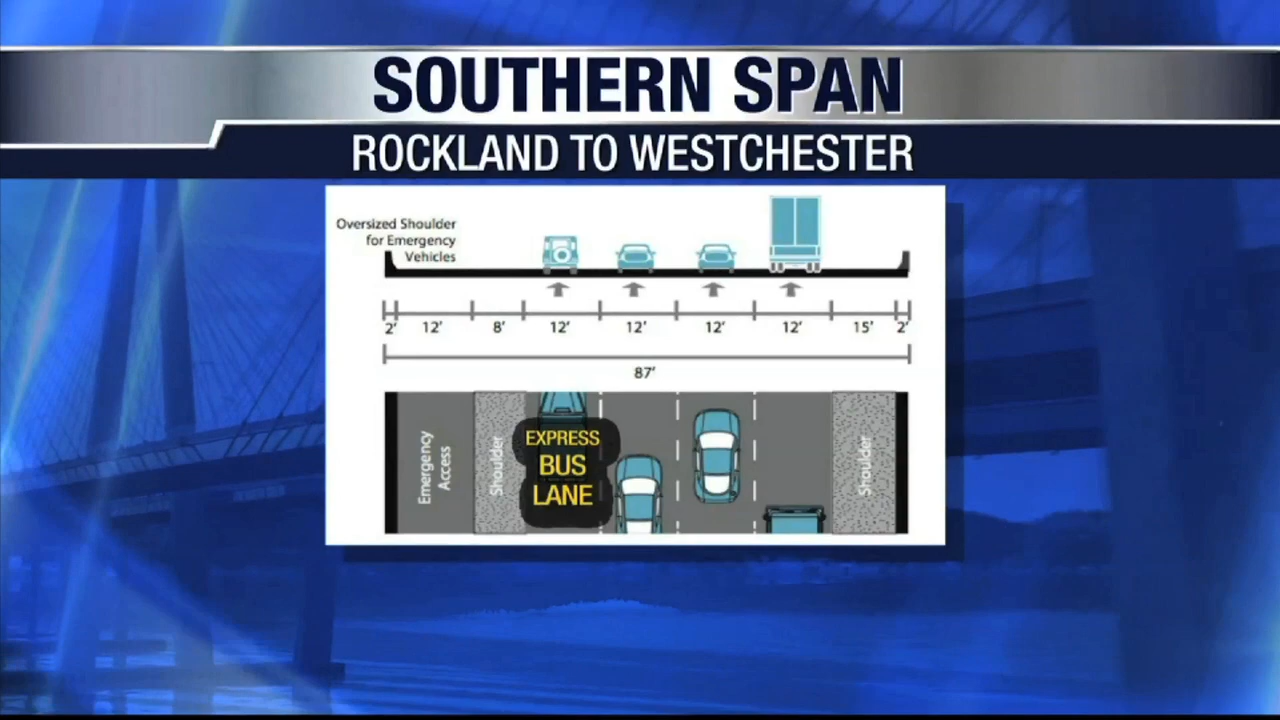 SOUTHERN SPAN
ROCKLAND TO WESTCHESTER
Oversized Shoulder
for Emergency
Vehicles
2' 12' 8' 12' 12' 12' 12' 15' 2'
87'
Emergency
Access
Shoulder
EXPRESS
BUS
LANE
Shoulder